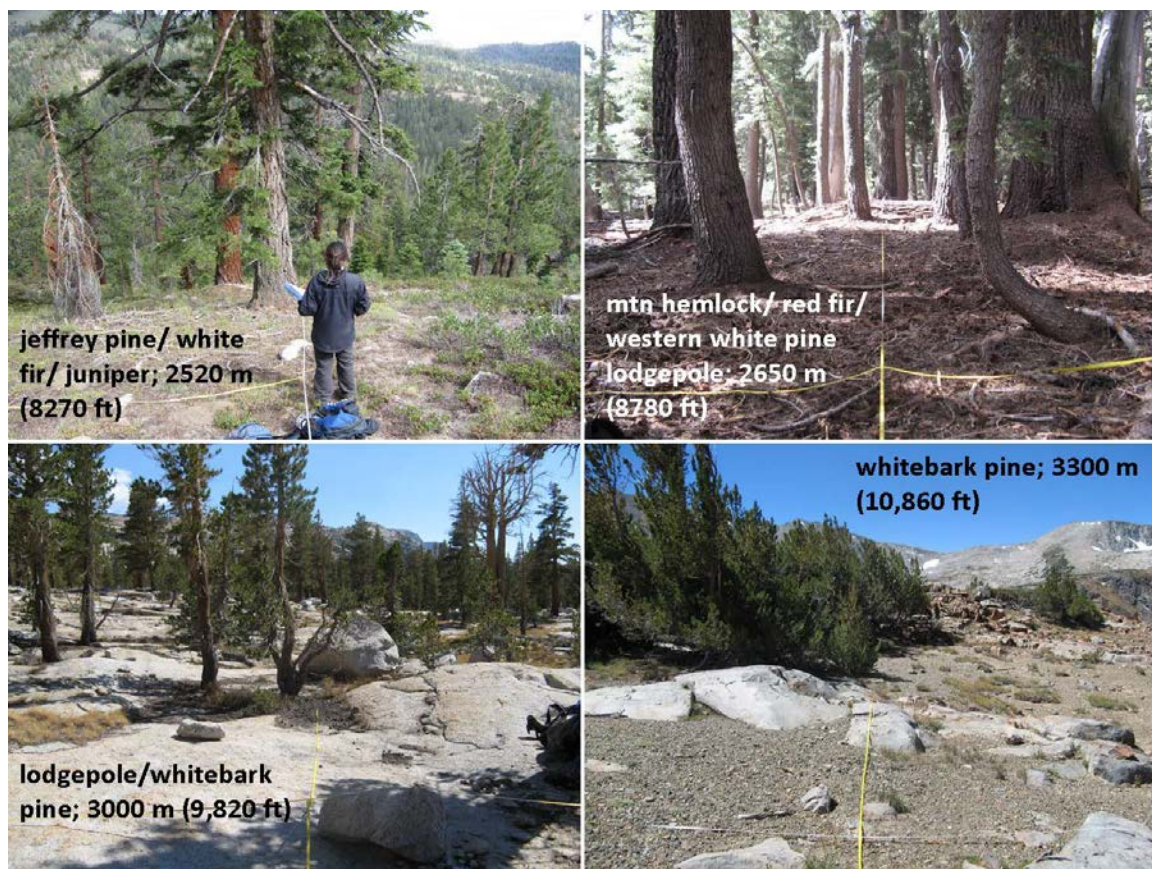 jeffrey pine/ white
fir/ juniper; 2520 m
(8270 ft)
mtn hemlock/ red fir/
western white pine
lodgepole; 2650 m
(8780 ft)
lodgepole/whitebark
pine; 3000 m (9,820 ft)
whitebark pine; 3300 m
(10,860 ft)